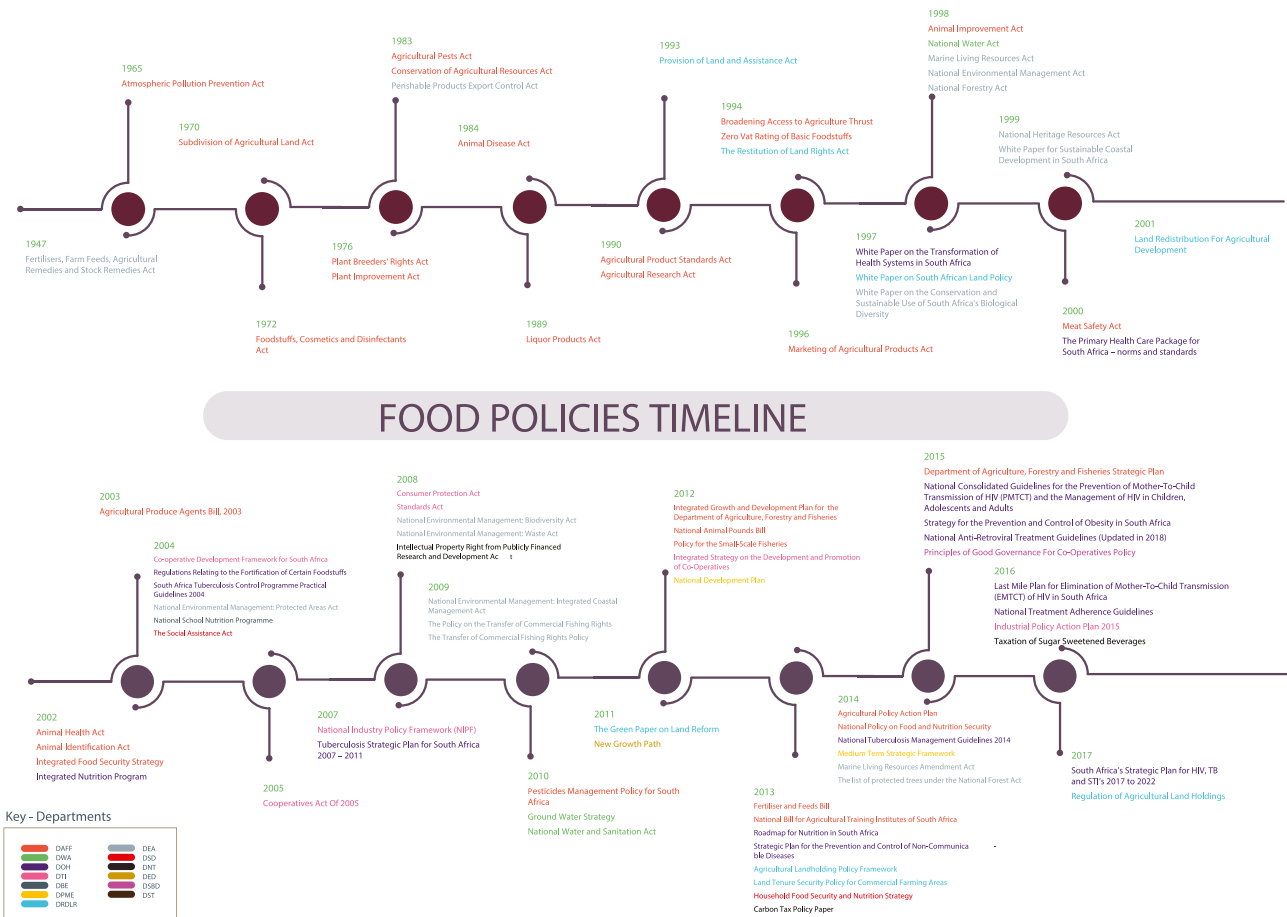 1965
Atmospheric Pollution Prevention Act
1970
Subdivision of Agricultural Land Act
1983
Agricultural Pests Act
Conservation of Agricultural Resources Act
Perishable Products Export Control Act
1984
Animal Disease Act
1993
Provision of Land and Assistance Act
1994
Broadening Access to Agriculture Thrust
Zero Vat Rating of Basic Foodstuffs
The Restitution of Land Rights Act
1998
Animal Improvement Act
National Water Act
Marine Living Resources Act
National Environmental Management Act
National Forestry Act
1999
National Heritage Resources Act
White Paper for Sustainable Coastal
Development in South Africa
1947
Fertilisers, Farm Feeds, Agricultural
Remedies and Stock Remedies Act
1972
Foodstuffs, Cosmetics and Disinfectants
Act
1976
Plant Breeders' Rights Act
Plant Improvement Act
1989
Liquor Products Act
1990
Agricultural Product Standards Act
Agricultural Research Act
1996
Marketing of Agricultural Products Act
1997
White Paper on the Transformation of
Health Systems in South Africa
White Paper on South African Land Policy
White Paper on the Conservation and
Sustainable Use of South Africa's Biological
Diversity
2000
Meat Safety Act
The Primary Health Care Package for
South Africa – norms and standards
2001
Land Redistribution For Agricultural
Development
FOOD POLICIES TIMELINE
2003
Agricultural Produce Agents Bill, 2003
2004
Co-operative Development Framework for South Africa
Regulations Relating to the Fortification of Certain Foodstuffs
South Africa Tuberculosis Control Programme Practical
Guidelines 2004
National Environmental Management: Protected Areas Act
National School Nutrition Programme
The Social Assistance Act
2008
Consumer Protection Act
Standards Act
National Environmental Management: Biodiversity Act
National Environmental Management: Waste Act
Intellectual Property Right from Publicly Financed
Research and Development Ac t
2009
National Environmental Management: Integrated Coastal
Management Act
The Policy on the Transfer of Commercial Fishing Rights
The Transfer of Commercial Fishing Rights Policy
2012
Integrated Growth and Development Plan for the
Department of Agriculture, Forestry and Fisheries
National Animal Pounds Bill
Policy for the Small-Scale Fisheries
Integrated Strategy on the Development and Promotion
of Co-Operatives
National Development Plan
2015
Department of Agriculture, Forestry and Fisheries Strategic Plan
National Consolidated Guidelines for the Prevention of Mother-To-Child
Transmission of HIV (PMTCT) and the Management of HIV in Children,
Adolescents and Adults
Strategy for the Prevention and Control of Obesity in South Africa
National Anti-Retroviral Treatment Guidelines (Updated in 2018)
Principles of Good Governance For Co-Operatives Policy
2016
Last Mile Plan for Elimination of Mother-To-Child Transmission
(EMTCT) of HIV in South Africa
National Treatment Adherence Guidelines
Industrial Policy Action Plan 2015
Taxation of Sugar Sweetened Beverages
2002
Animal Health Act
Animal Identification Act
Integrated Food Security Strategy
Integrated Nutrition Program
2005
Cooperatives Act Of 2005
2007
National Industry Policy Framework (NIPF)
Tuberculosis Strategic Plan for South Africa
2007 – 2011
2010
Pesticides Management Policy for South
Africa
Ground Water Strategy
National Water and Sanitation Act
2011
The Green Paper on Land Reform
New Growth Path
2014
Agricultural Policy Action Plan
National Policy on Food and Nutrition Security
National Tuberculosis Management Guidelines 2014
Medium Term Strategic Framework
Marine Living Resources Amendment Act
The list of protected trees under the National Forest Act
2013
Fertiliser and Feeds Bill
National Bill for Agricultural Training Institutes of South Africa
Roadmap for Nutrition in South Africa
Strategic Plan for the Prevention and Control of Non-Communica -
ble Diseases
Agricultural Landholding Policy Framework
Land Tenure Security Policy for Commercial Farming Areas
Household Food Security and Nutrition Strategy
Carbon Tax Policy Paper
2017
South Africa's Strategic Plan for HIV, TB
and STJ's 2017 to 2022
Regulation of Agricultural Land Holdings
Key - Departments
DAFF
DWA
DOH
DTI
DBE
DPME
DRDLR
DEA
DSD
DNT
DED
DSBD
DST